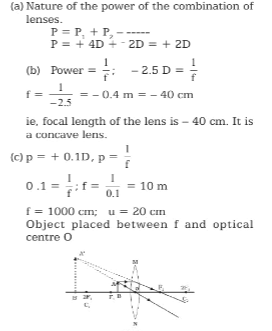 (a) Nature of the power of the combination of
lenses.
P = P₁ + P₂ - -----
P = + 4D + - 2D = + 2D
(b) Power = 1/f ; - 2.5 D = 1/f
f = 1/-2.5 = - 0.4 m = - 40 cm
ie, focal length of the lens is - 40 cm. It is
a concave lens.
(c) p = + 0.1D, p = 1/f
0.1 = 1/f ; f = 1/0.1 = 10 m
f = 1000 cm; u = 20 cm
Object placed between f and optical
centre O
M
N